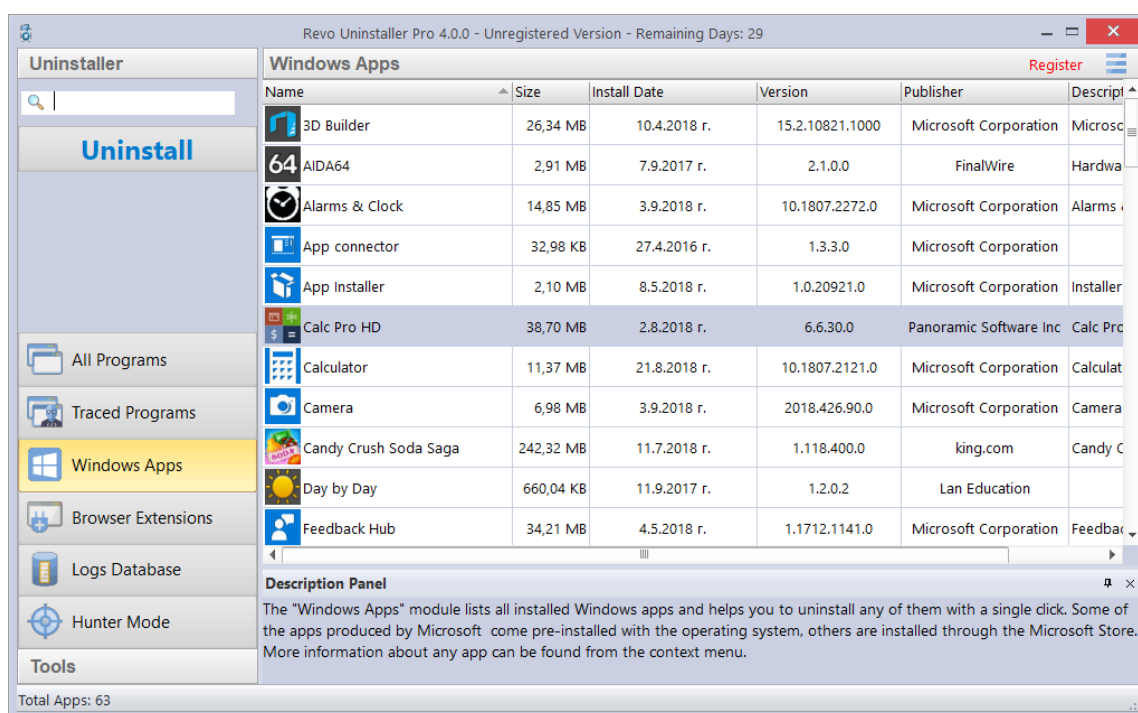 Revo Uninstaller Pro 4.0.0 - Unregistered Version - Remaining Days: 29
Uninstaller
Uninstall
All Programs
Traced Programs
Windows Apps
Browser Extensions
Logs Database
Hunter Mode
Tools
Windows Apps Register
Name Size Install Date Version Publisher Descript
3D Builder 26,34 MB 10.4.2018 г. 15.2.10821.1000 Microsoft Corporation Microsc
64 AIDA64 2,91 MB 7.9.2017 г. 2.1.0.0 FinalWire Hardwa
Alarms & Clock 14,85 MB 3.9.2018 г. 10.1807.2272.0 Microsoft Corporation Alarms
App connector 32,98 KB 27.4.2016 г. 1.3.3.0 Microsoft Corporation
App Installer 2,10 MB 8.5.2018 г. 1.0.20921.0 Microsoft Corporation Installer
Calc Pro HD 38,70 MB 2.8.2018 г. 6.6.30.0 Panoramic Software Inc Calc Pro
Calculator 11,37 MB 21.8.2018 г. 10.1807.2121.0 Microsoft Corporation Calculat
Camera 6,98 MB 3.9.2018 г. 2018.426.90.0 Microsoft Corporation Camera
Candy Crush Soda Saga 242,32 MB 11.7.2018 г. 1.118.400.0 king.com Candy C
Day by Day 660,04 KB 11.9.2017 г. 1.2.0.2 Lan Education
Feedback Hub 34,21 MB 4.5.2018 г. 1.1712.1141.0 Microsoft Corporation Feedbac
Description Panel
The "Windows Apps" module lists all installed Windows apps and helps you to uninstall any of them with a single click. Some of
the apps produced by Microsoft come pre-installed with the operating system, others are installed through the Microsoft Store.
More information about any app can be found from the context menu.
Total Apps: 63